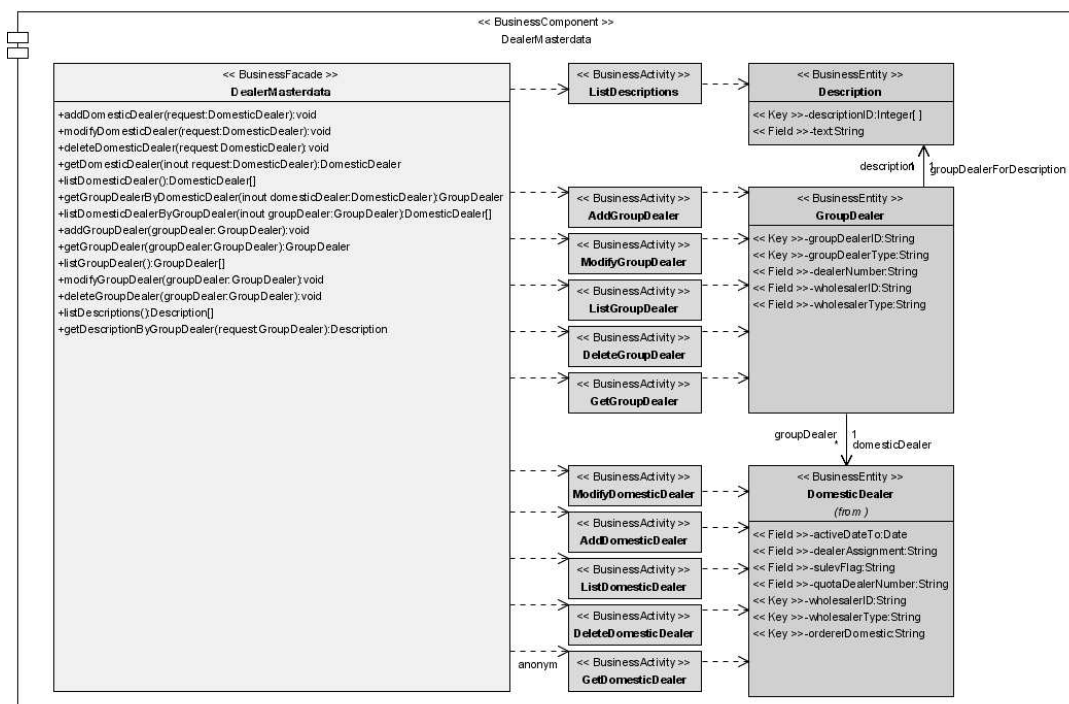 << BusinessComponent >>
DealerMasterdata
<< BusinessFacade >>
DealerMasterdata
+addDomesticDealer(request:DomesticDealer):void
+modifyDomesticDealer(request:DomesticDealer):void
+deleteDomesticDealer(request:DomesticDealer):void
+getDomesticDealer(inout request:DomesticDealer):DomesticDealer
+listDomesticDealer():DomesticDealer[]
+getGroupDealerByDomesticDealer(inout domesticDealer:DomesticDealer):GroupDealer
+listDomesticDealerByGroupDealer(inout groupDealer:GroupDealer):DomesticDealer[]
+addGroupDealer(groupDealer:GroupDealer):void
+getGroupDealer(groupDealer:GroupDealer):GroupDealer
+listGroupDealer():GroupDealer[]
+modifyGroupDealer(groupDealer:GroupDealer):void
+deleteGroupDealer(groupDealer:GroupDealer):void
+listDescriptions():Description[]
+getDescriptionByGroupDealer(request:GroupDealer):Description
<< BusinessActivity >>
ListDescriptions
<< BusinessActivity >>
AddGroupDealer
<< BusinessActivity >>
ModifyGroupDealer
<< BusinessActivity >>
ListGroupDealer
<< BusinessActivity >>
DeleteGroupDealer
<< BusinessActivity >>
GetGroupDealer
<< BusinessActivity >>
ModifyDomesticDealer
<< BusinessActivity >>
AddDomesticDealer
<< BusinessActivity >>
ListDomesticDealer
<< BusinessActivity >>
DeleteDomesticDealer
anonym
<< BusinessActivity >>
GetDomesticDealer
<< BusinessEntity >>
Description
<< Key >>-descriptionID:Integer[ ]
<< Field >>-text:String
description 1 1
groupDealerForDescription
<< BusinessEntity >>
GroupDealer
<< Key >>-groupDealerID:String
<< Key >>-groupDealerType:String
<< Field >>-dealerNumber:String
<< Field >>-wholesalerID:String
<< Field >>-wholesalerType:String
groupDealer 1
* domesticDealer
<< BusinessEntity >>
DomesticDealer
(from )
<< Field >>-activeDateTo:Date
<< Field >>-dealerAssignment:String
<< Field >>-sulevFlag:String
<< Field >>-quotaDealerNumber:String
<< Key >>-wholesalerID:String
<< Key >>-wholesalerType:String
<< Key >>-ordererDomestic:String